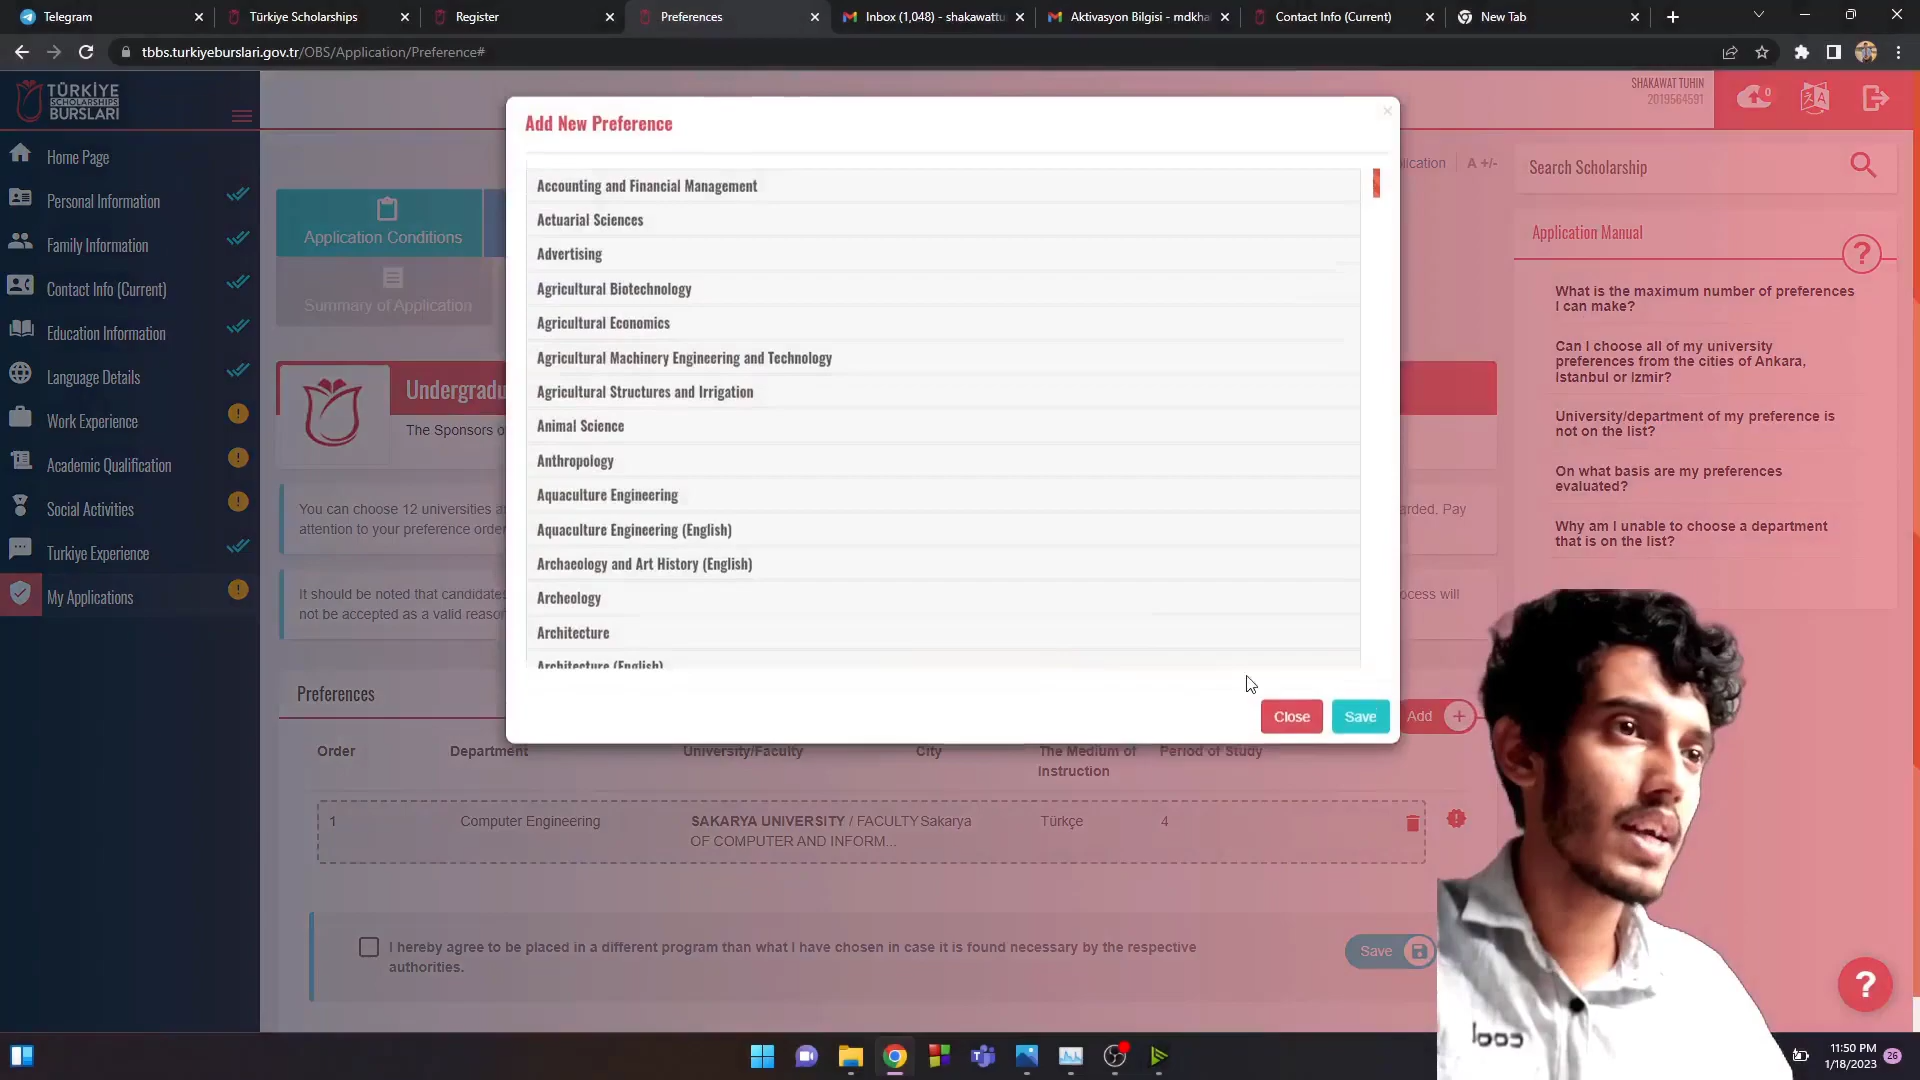 Telegram
Türkiye Scholarships
Register
Preferences
Inbox (1,048) - shakawattu
Aktivasyon Bilgisi - mdkha
Contact Info (Current)
New Tab
tbbs.turkiyeburslari.gov.tr/OBS/Application/Preference#
TÜRKİYE
SCHOLARSHIPS
BURSLARI
SHAKAWAT TUHIN
2019564591
0
Home Page
Personal Information
Family Information
Contact Info (Current)
Education Information
Language Details
Work Experience
Academic Qualification
Social Activities
Turkiye Experience
My Applications
Application Conditions
Summary of Application
plication
A +/-
Undergradu
The Sponsors o
You can choose 12 universities a
attention to your preference order
arded. Pay
It should be noted that candidates
not be accepted as a valid reaso
ocess will
Add New Preference
Accounting and Financial Management
Actuarial Sciences
Advertising
Agricultural Biotechnology
Agricultural Economics
Agricultural Machinery Engineering and Technology
Agricultural Structures and Irrigation
Animal Science
Anthropology
Aquaculture Engineering
Aquaculture Engineering (English)
Archaeology and Art History (English)
Archeology
Architecture
Architecture (English)
Close
Save
Search Scholarship
Application Manual
?
What is the maximum number of preferences
I can make?
Can I choose all of my university
preferences from the cities of Ankara,
Istanbul or Izmir?
University/department of my preference is
not on the list?
On what basis are my preferences
evaluated?
Why am I unable to choose a department
that is on the list?
Preferences
Add
Order
Department
University/Faculty
City
The Medium of
Instruction
Period of Study
1
Computer Engineering
SAKARYA UNIVERSITY / FACULTY
OF COMPUTER AND INFORM...
Sakarya
Türkçe
4
I hereby agree to be placed in a different program than what I have chosen in case it is found necessary by the respective
authorities.
Save
?
11:50 PM
1/18/2023
26